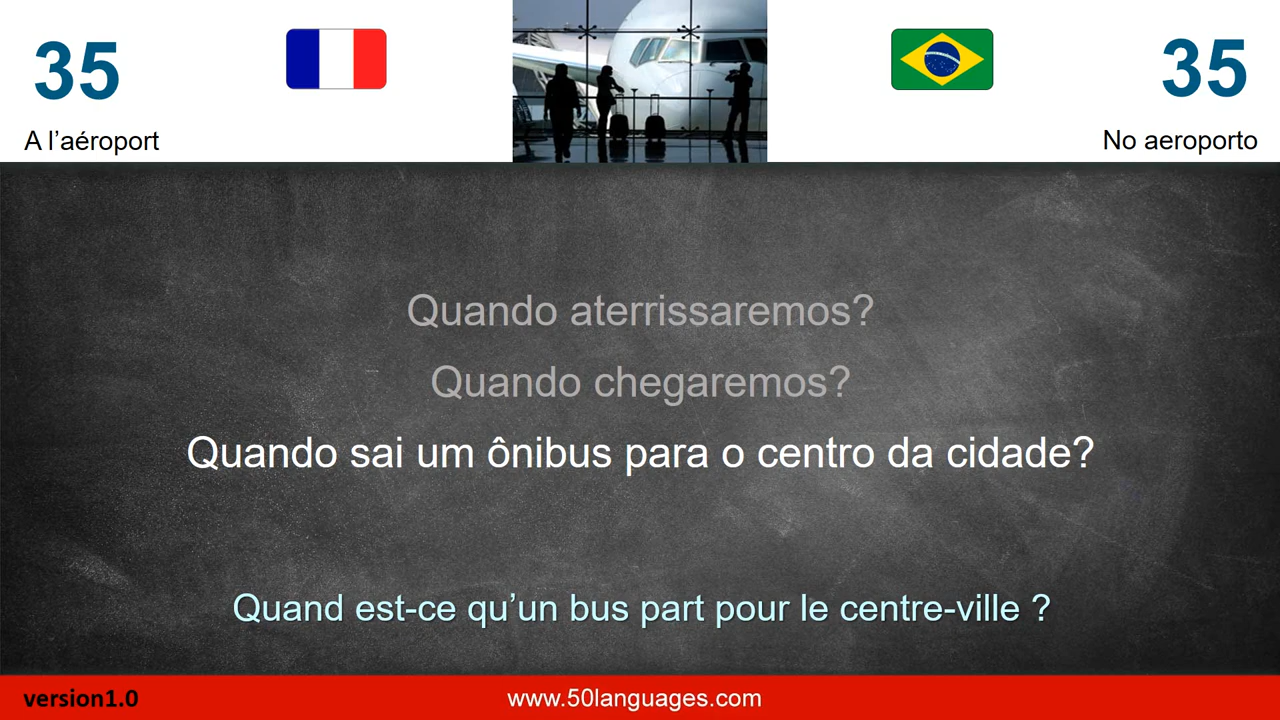 35
35
A l’aéroport
No aeroporto
Quando aterrissaremos?
Quando chegaremos?
Quando sai um ônibus para o centro da cidade?
Quand est-ce qu’un bus part pour le centre-ville ?
version1.0
www.50languages.com